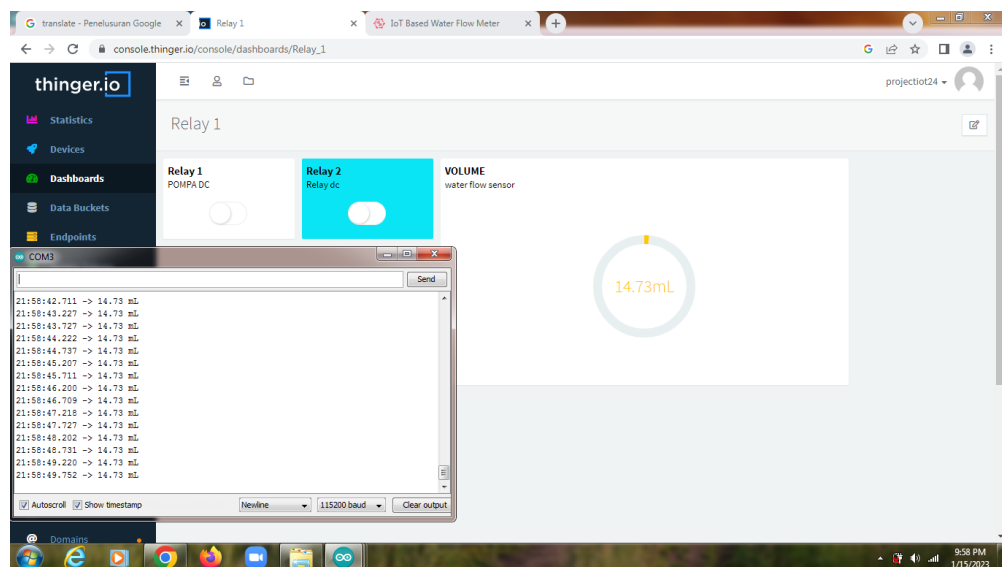 translate - Penelusuran Google
Relay 1
IoT Based Water Flow Meter
console.thinger.io/console/dashboards/Relay_1
thinger.io
projectiot24
Statistics
Relay 1
Devices
Dashboards
Data Buckets
Endpoints
Relay 1
POMPA DC
Relay 2
Relay dc
VOLUME
water flow sensor
14.73mL
COM3
Send
21:58:42.711 -> 14.73 mL
21:58:43.227 -> 14.73 mL
21:58:43.727 -> 14.73 mL
21:58:44.222 -> 14.73 mL
21:58:44.737 -> 14.73 mL
21:58:45.207 -> 14.73 mL
21:58:45.711 -> 14.73 mL
21:58:46.200 -> 14.73 mL
21:58:46.709 -> 14.73 mL
21:58:47.218 -> 14.73 mL
21:58:47.727 -> 14.73 mL
21:58:48.202 -> 14.73 mL
21:58:48.731 -> 14.73 mL
21:58:49.220 -> 14.73 mL
21:58:49.752 -> 14.73 mL
Autoscroll Show timestamp Newline 115200 baud Clear output
Domains
9:58 PM
1/15/2023